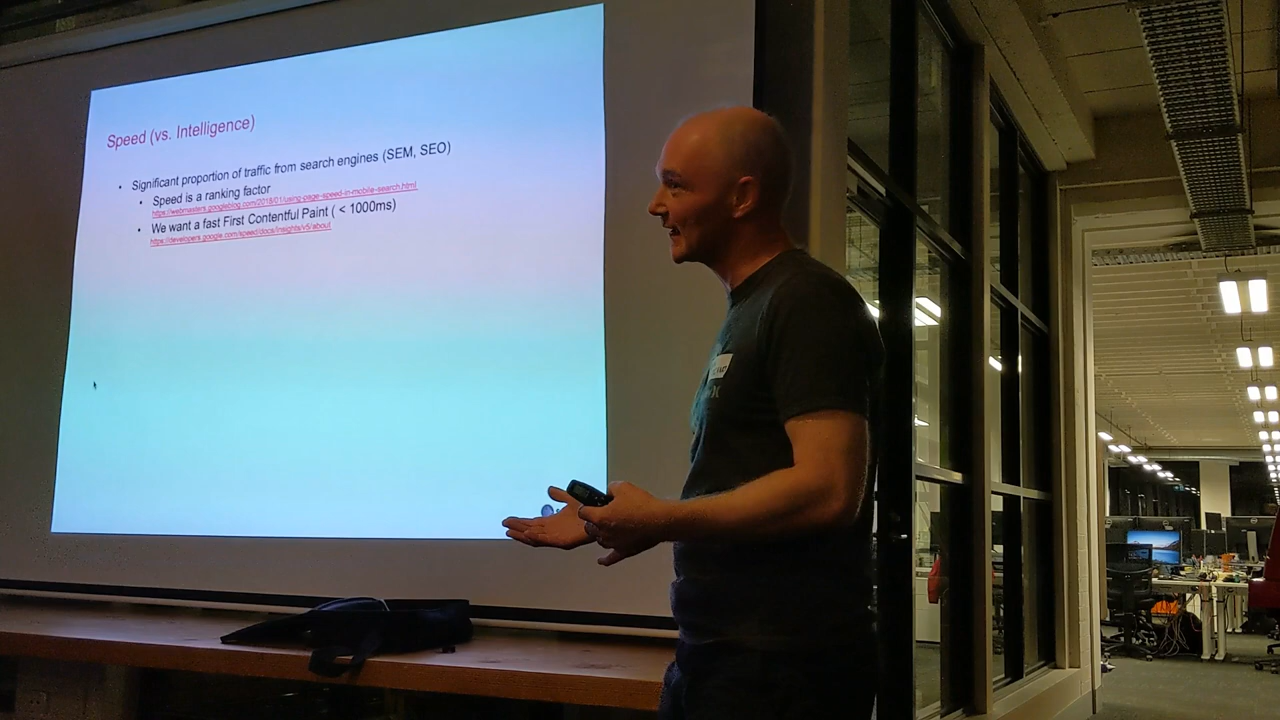 Speed (vs. Intelligence)
• Significant proportion of traffic from search engines (SEM, SEO)
• Speed is a ranking factor
https://webmasters.googleblog.com/2018/01/using-page-speed-in-mobile-search.html
• We want a fast First Contentful Paint ( < 1000ms)
https://developers.google.com/speed/docs/insights/v5/about